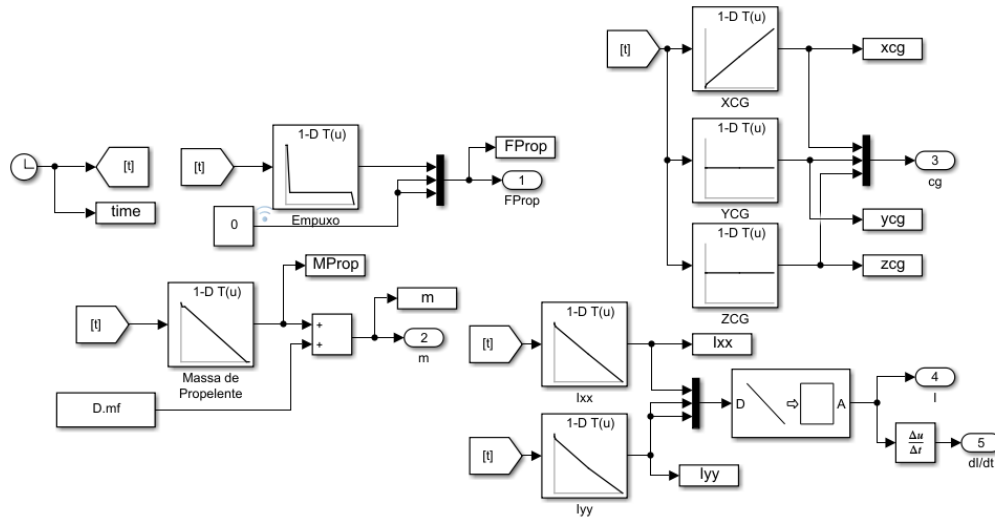 1-D T(u)
[t]
xcg
XCG
1-D T(u)
1-D T(u)
[t]
[t]
FProp
1
FProp
3
cg
time
0
Empuxo
YCG
ycg
1-D T(u)
MProp
zcg
1-D T(u)
ZCG
m
[t]
+
+
2
m
1-D T(u)
[t]
Ixx
Massa de
Propelente
Ixx
D.mf
D
A
4
I
1-D T(u)
[t]
Δu
Δt
5
dI/dt
Iyy
Iyy